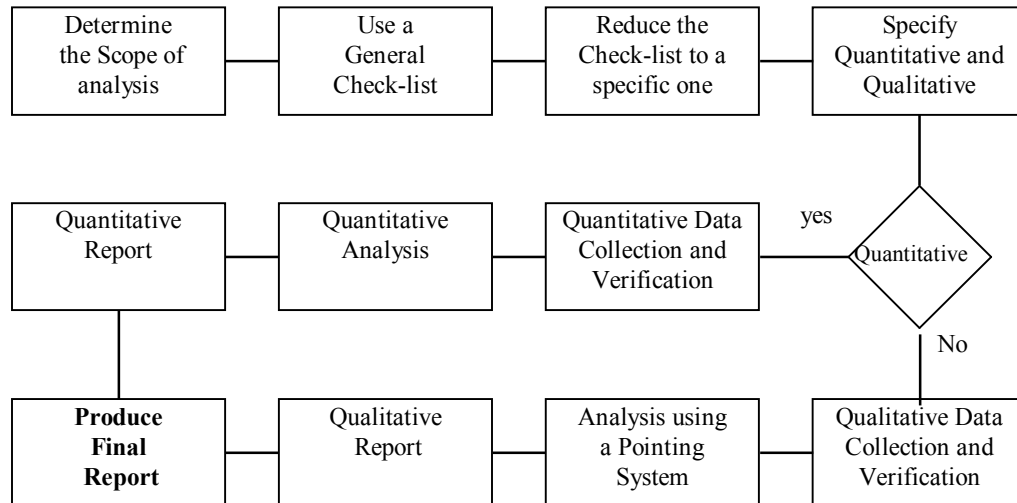 Determine
the Scope of
analysis
Use a
General
Check-list
Reduce the
Check-list to a
specific one
Specify
Quantitative and
Qualitative
Quantitative
Report
Quantitative
Analysis
Quantitative Data
Collection and
Verification
yes
Quantitative
No
Produce
Final
Report
Qualitative
Report
Analysis using
a Pointing
System
Qualitative Data
Collection and
Verification